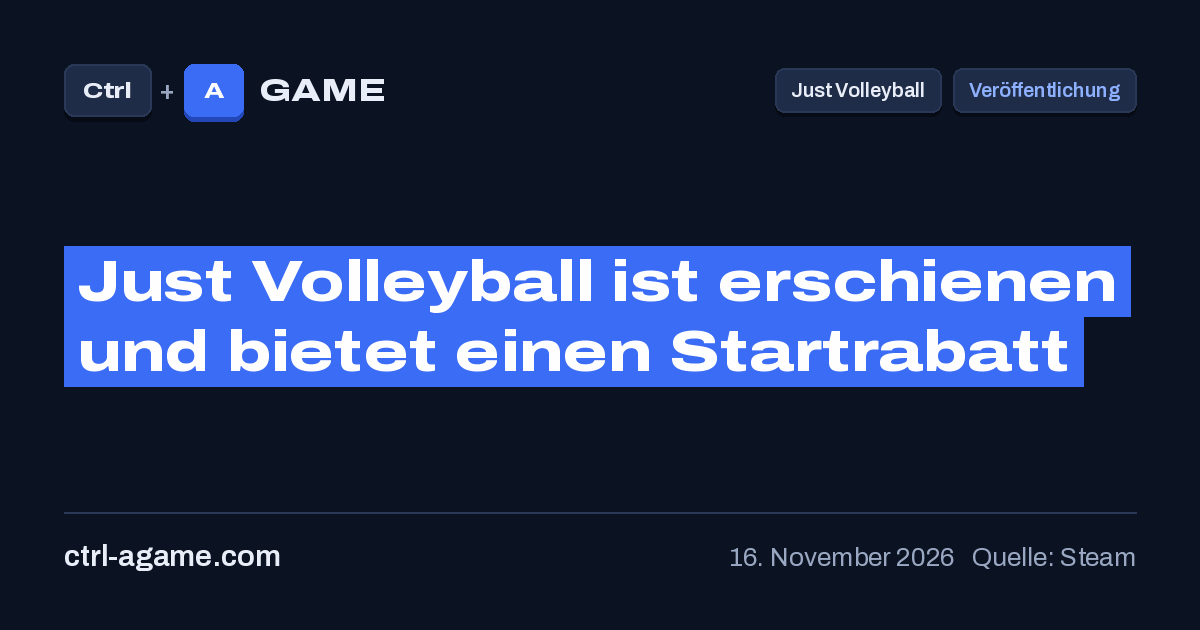 Ctrl + A GAME
Just Volleyball
Veröffentlichung
Just Volleyball ist erschienen
und bietet einen Startrabatt
ctrl-agame.com
16. November 2026 Quelle: Steam